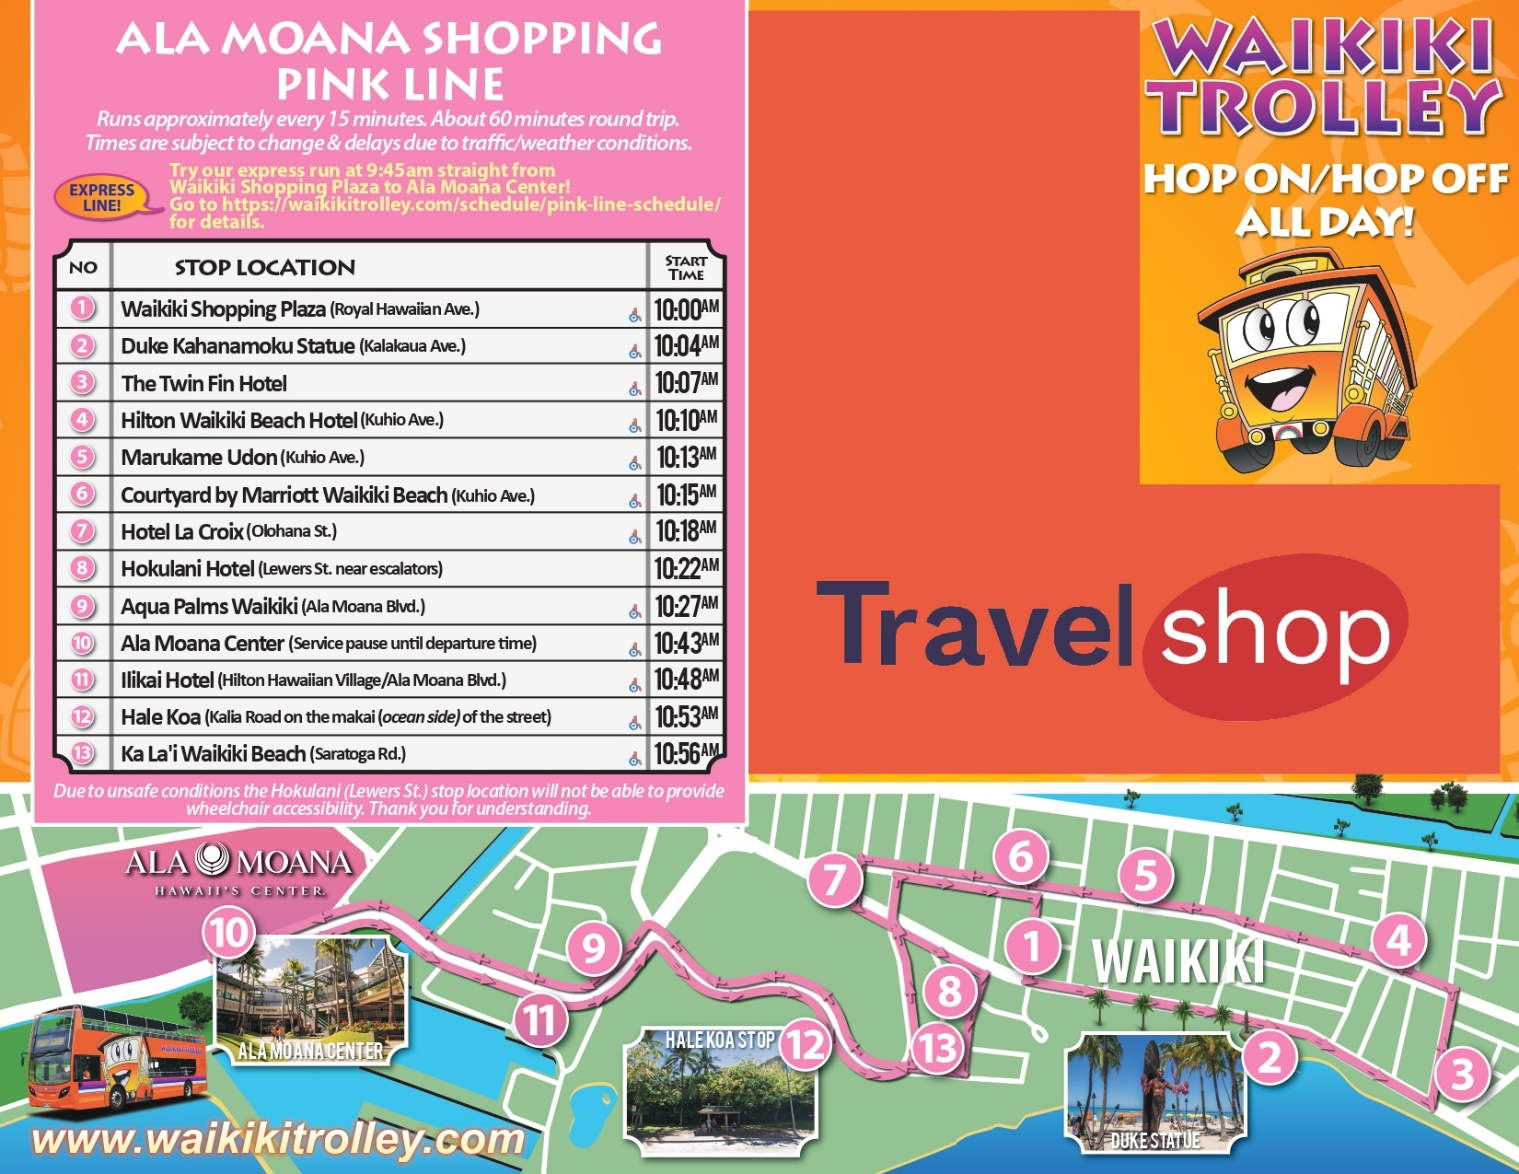 ALA MOANA SHOPPING
PINK LINE
Runs approximately every 15 minutes. About 60 minutes round trip.
Times are subject to change & delays due to traffic/weather conditions.
EXPRESS
LINE!
Try our express run at 9:45am straight from
Waikiki Shopping Plaza to Ala Moana Center!
Go to https://waikikitrolley.com/schedule/pink-line-schedule/
for details.
NO STOP LOCATION START TIME
1 Waikiki Shopping Plaza (Royal Hawaiian Ave.) 10:00AM
2 Duke Kahanamoku Statue (Kalakaua Ave.) 10:04AM
3 The Twin Fin Hotel 10:07AM
4 Hilton Waikiki Beach Hotel (Kuhio Ave.) 10:10AM
5 Marukame Udon (Kuhio Ave.) 10:13AM
6 Courtyard by Marriott Waikiki Beach (Kuhio Ave.) 10:15AM
7 Hotel La Croix (Olohana St.) 10:18AM
8 Hokulani Hotel (Lewers St. near escalators) 10:22AM
9 Aqua Palms Waikiki (Ala Moana Blvd.) 10:27AM
10 Ala Moana Center (Service pause until departure time) 10:43AM
11 Ilikai Hotel (Hilton Hawaiian Village/Ala Moana Blvd.) 10:48AM
12 Hale Koa (Kalia Road on the makai (ocean side) of the street) 10:53AM
13 Ka La'i Waikiki Beach (Saratoga Rd.) 10:56AM
Due to unsafe conditions the Hokulani (Lewers St.) stop location will not be able to provide
wheelchair accessibility. Thank you for understanding.
WAIKIKI
TROLLEY
HOP ON/HOP OFF
ALL DAY!
Travel shop
ALA MOANA
HAWAII'S CENTER
10
9
11
ALA MOANA CENTER
HALE KOA STOP
12
7
6
5
4
1
WAIKIKI
8
13
2
3
DUKE STATUE
WAIKIKI TROLLEY
www.waikikitrolley.com